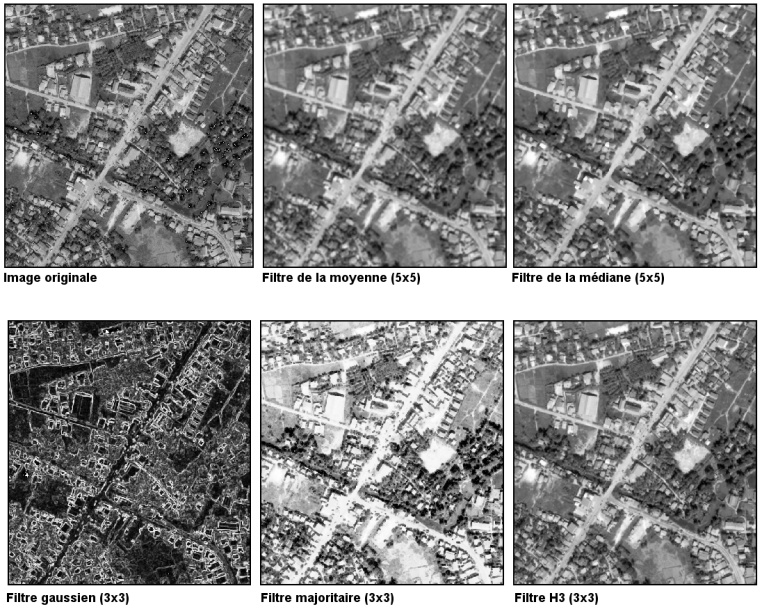 Image originale
Filtre de la moyenne (5x5)
Filtre de la médiane (5x5)
Filtre gaussien (3x3)
Filtre majoritaire (3x3)
Filtre H3 (3x3)